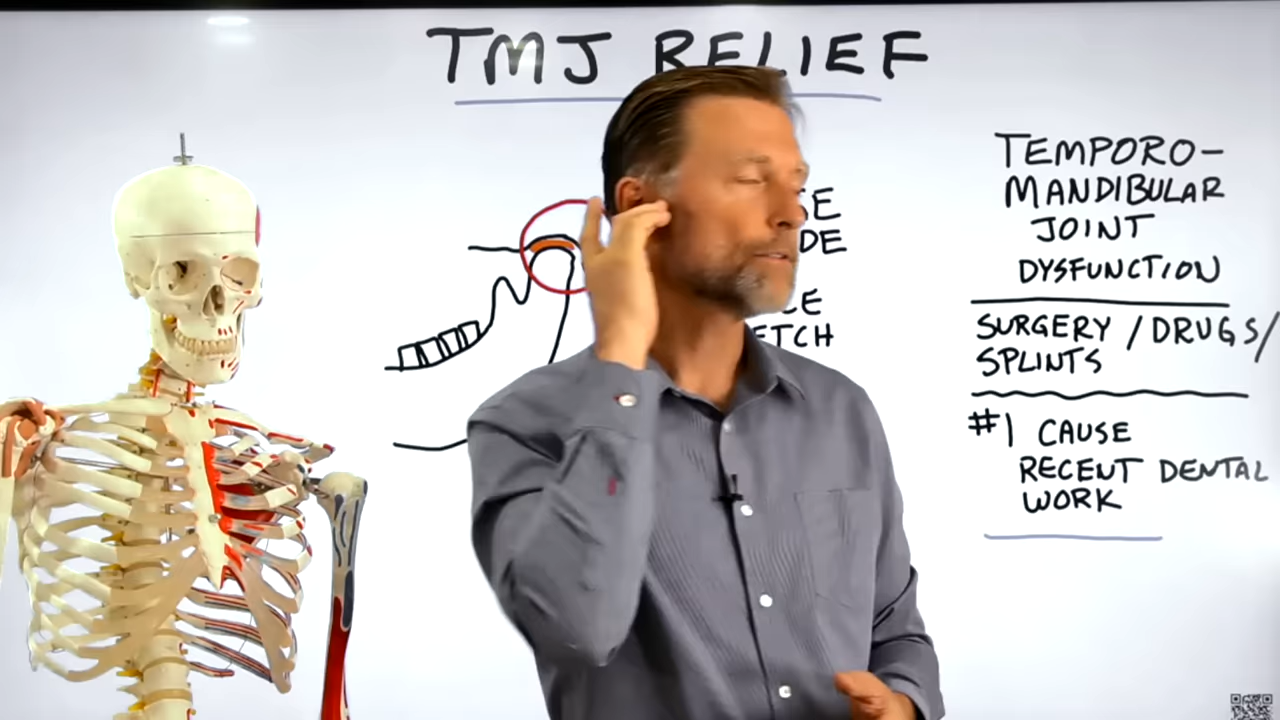 TMJ RELIEF
TEMPORO-
MANDIBULAR
JOINT
DYSFUNCTION
SURGERY / DRUGS/
SPLINTS
#1 CAUSE
RECENT DENTAL
WORK